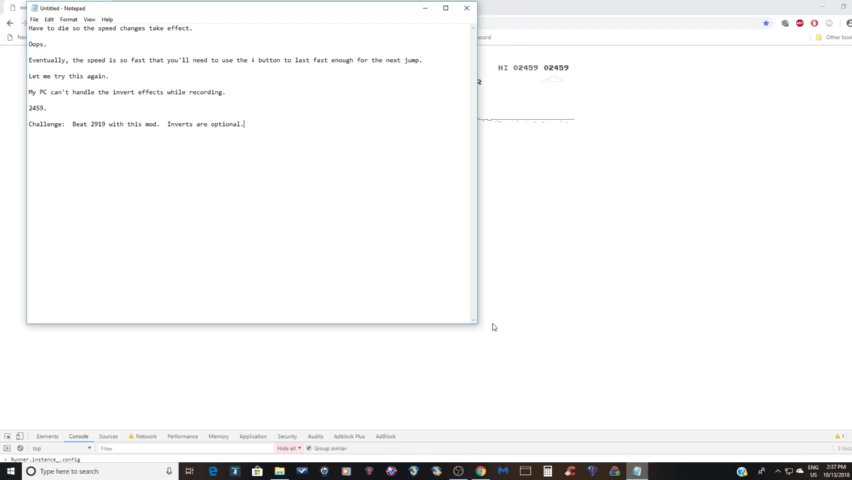 Untitled - Notepad
File Edit Format View Help
Have to die so the speed changes take effect.
Oops.
Eventually, the speed is so fast that you'll need to use the ↓ button to last fast enough for the next jump.
Let me try this again.
My PC can't handle the invert effects while recording.
2459.
Challenge: Beat 2919 with this mod. Inverts are optional.
Other bo
HI 02459 02459
Elements Console Sources Network Performance Memory Application Security Audits Adblock Plus AdBlock
1
top Filter Hide all Group similar
Runner.instance_.config
Type here to search
ENG 2:37 PM
US 10/13/2018